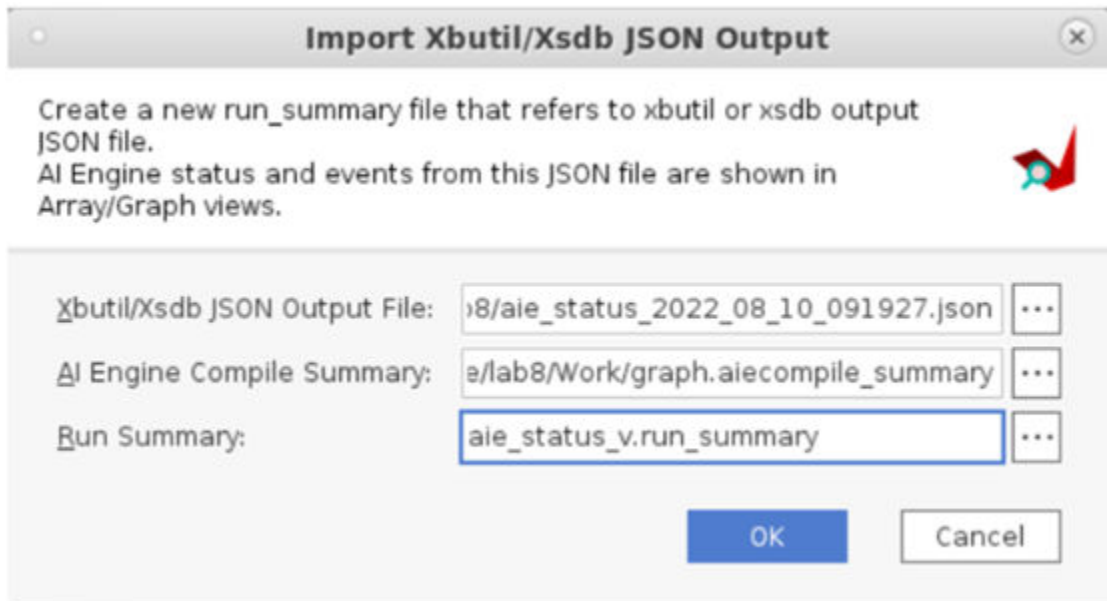 Import Xbutil/Xsdb JSON Output
Create a new run_summary file that refers to xbutil or xsdb output
JSON file.
AI Engine status and events from this JSON file are shown in
Array/Graph views.
Xbutil/Xsdb JSON Output File: 8/aie_status_2022_08_10_091927.json ...
AI Engine Compile Summary: e/lab8/Work/graph.aiecompile_summary ...
Run Summary: aie_status_v.run_summary ...
OK Cancel